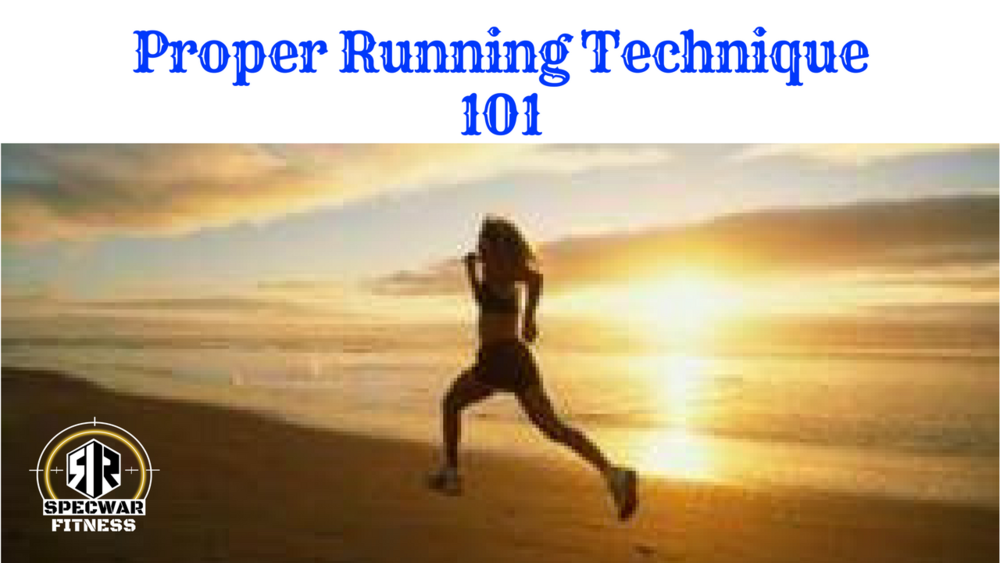 Proper Running Technique
101
SPECWAR
FITNESS